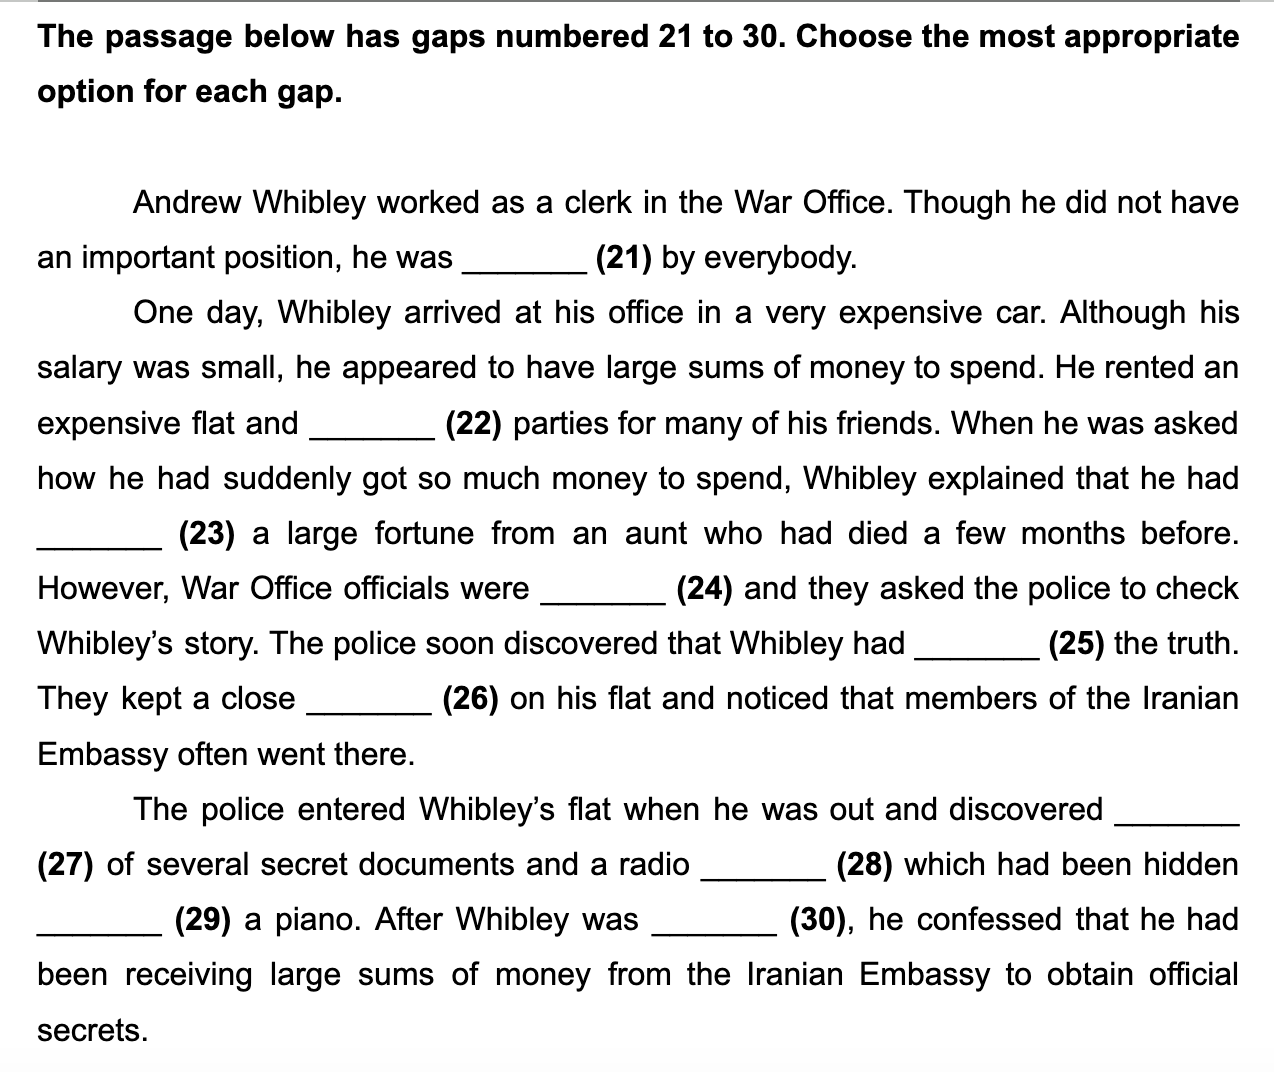 The passage below has gaps numbered 21 to 30. Choose the most appropriate
option for each gap.
Andrew Whibley worked as a clerk in the War Office. Though he did not have
an important position, he was _______ (21) by everybody.
One day, Whibley arrived at his office in a very expensive car. Although his
salary was small, he appeared to have large sums of money to spend. He rented an
expensive flat and _______ (22) parties for many of his friends. When he was asked
how he had suddenly got so much money to spend, Whibley explained that he had
_______ (23) a large fortune from an aunt who had died a few months before.
However, War Office officials were _______ (24) and they asked the police to check
Whibley’s story. The police soon discovered that Whibley had _______ (25) the truth.
They kept a close _______ (26) on his flat and noticed that members of the Iranian
Embassy often went there.
The police entered Whibley’s flat when he was out and discovered _______
(27) of several secret documents and a radio _______ (28) which had been hidden
_______ (29) a piano. After Whibley was _______ (30), he confessed that he had
been receiving large sums of money from the Iranian Embassy to obtain official
secrets.